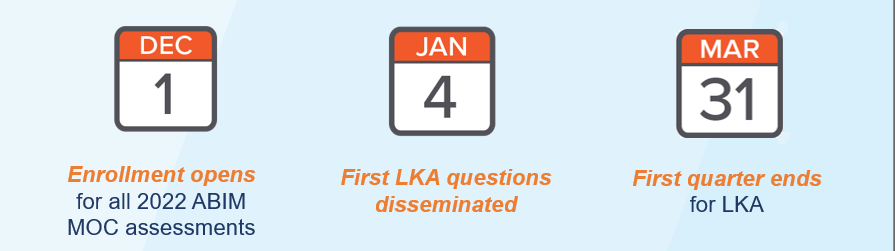 DEC
1
Enrollment opens
for all 2022 ABIM
MOC assessments
JAN
4
First LKA questions
disseminated
MAR
31
First quarter ends
for LKA